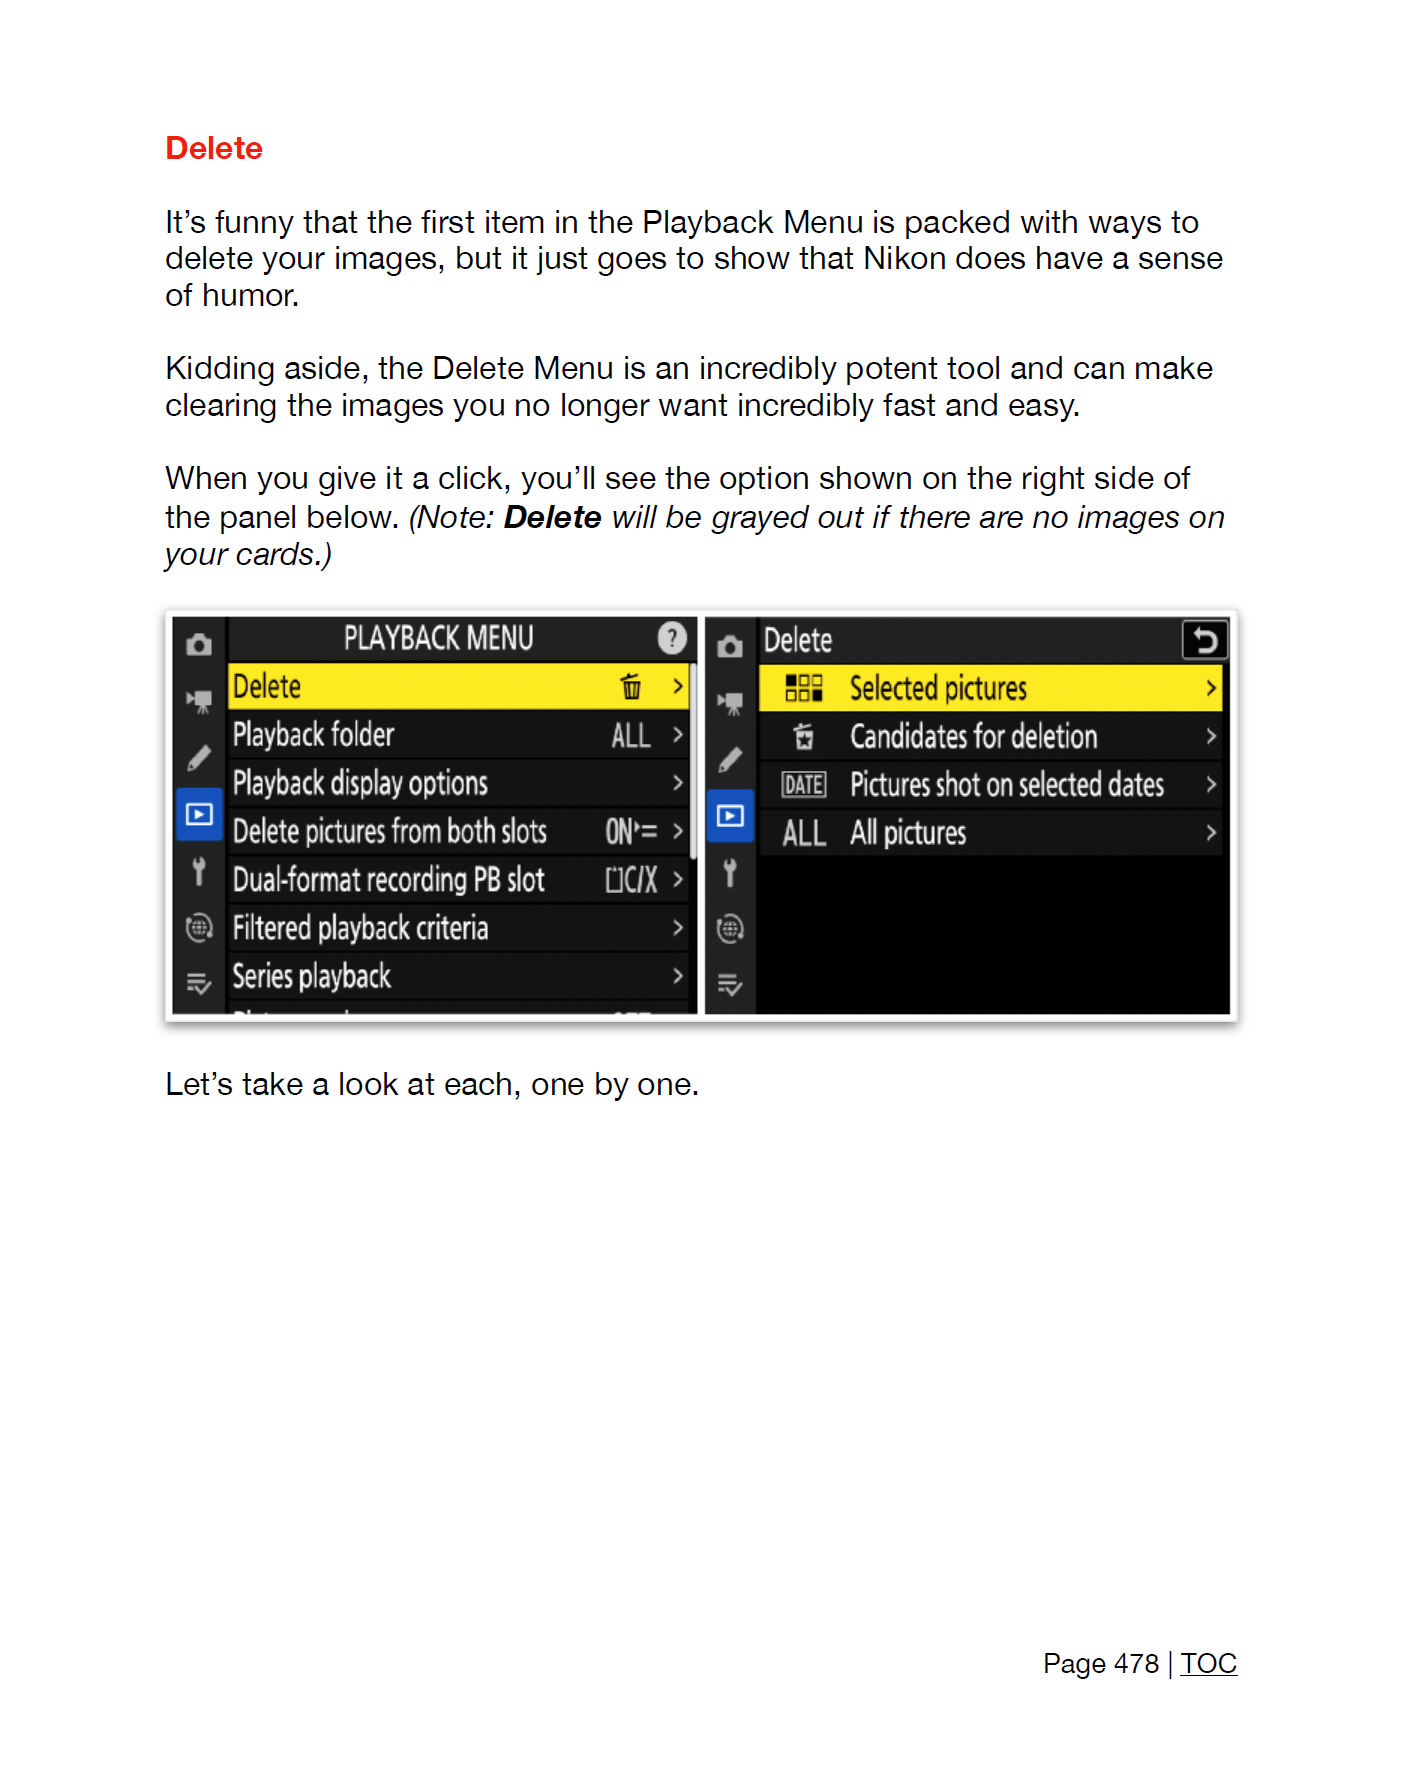 Delete
It’s funny that the first item in the Playback Menu is packed with ways to
delete your images, but it just goes to show that Nikon does have a sense
of humor.
Kidding aside, the Delete Menu is an incredibly potent tool and can make
clearing the images you no longer want incredibly fast and easy.
When you give it a click, you’ll see the option shown on the right side of
the panel below. (Note: Delete will be grayed out if there are no images on
your cards.)
PLAYBACK MENU ?
Delete
Playback folder ALL
Playback display options
Delete pictures from both slots ON
Dual-format recording PB slot C/X
Filtered playback criteria
Series playback
Delete
Selected pictures
Candidates for deletion
DATE Pictures shot on selected dates
ALL All pictures
Let’s take a look at each, one by one.
Page 478 | TOC